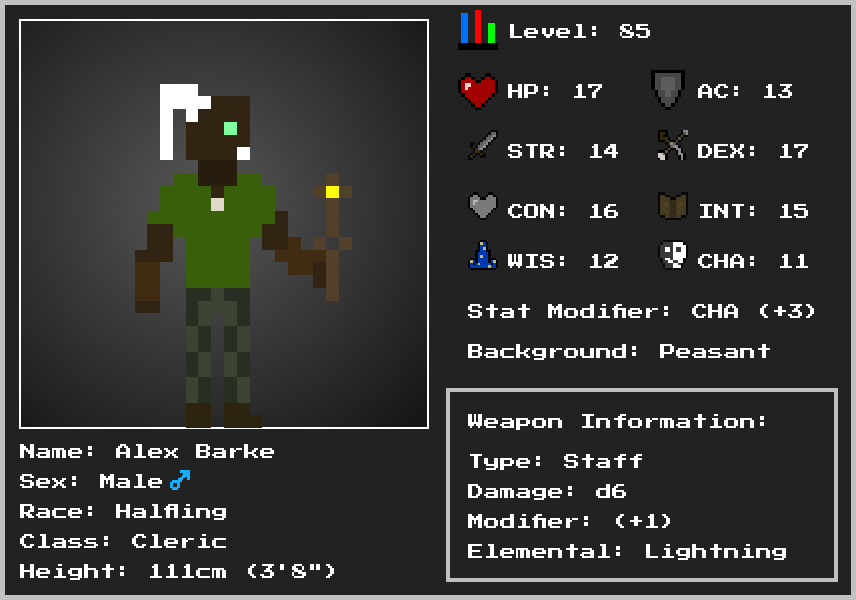 Level: 85
HP: 17
AC: 13
STR: 14
DEX: 17
CON: 16
INT: 15
WIS: 12
CHA: 11
Stat Modifier: CHA (+3)
Background: Peasant
Weapon Information:
Type: Staff
Damage: d6
Modifier: (+1)
Elemental: Lightning
Name: Alex Barke
Sex: Male ♂
Race: Halfling
Class: Cleric
Height: 111cm (3'8")